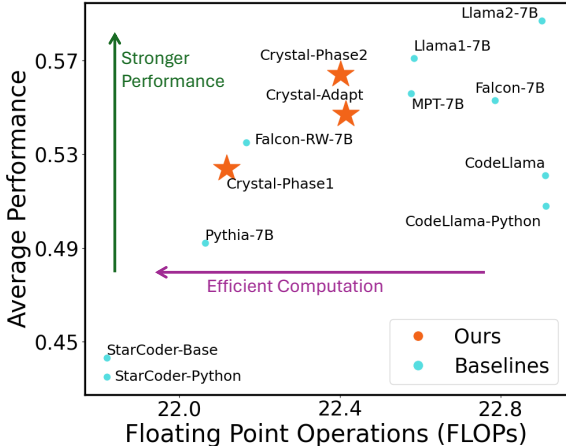 Llama2-7B
Llama1-7B
Crystal-Phase2
Stronger
Performance
0.57
Falcon-7B
Crystal-Adapt
MPT-7B
Falcon-RW-7B
0.53
CodeLlama
Crystal-Phase1
CodeLlama-Python
Pythia-7B
0.49
Efficient Computation
Average Performance
Ours
Baselines
0.45
StarCoder-Base
StarCoder-Python
22.0
22.4
22.8
Floating Point Operations (FLOPs)